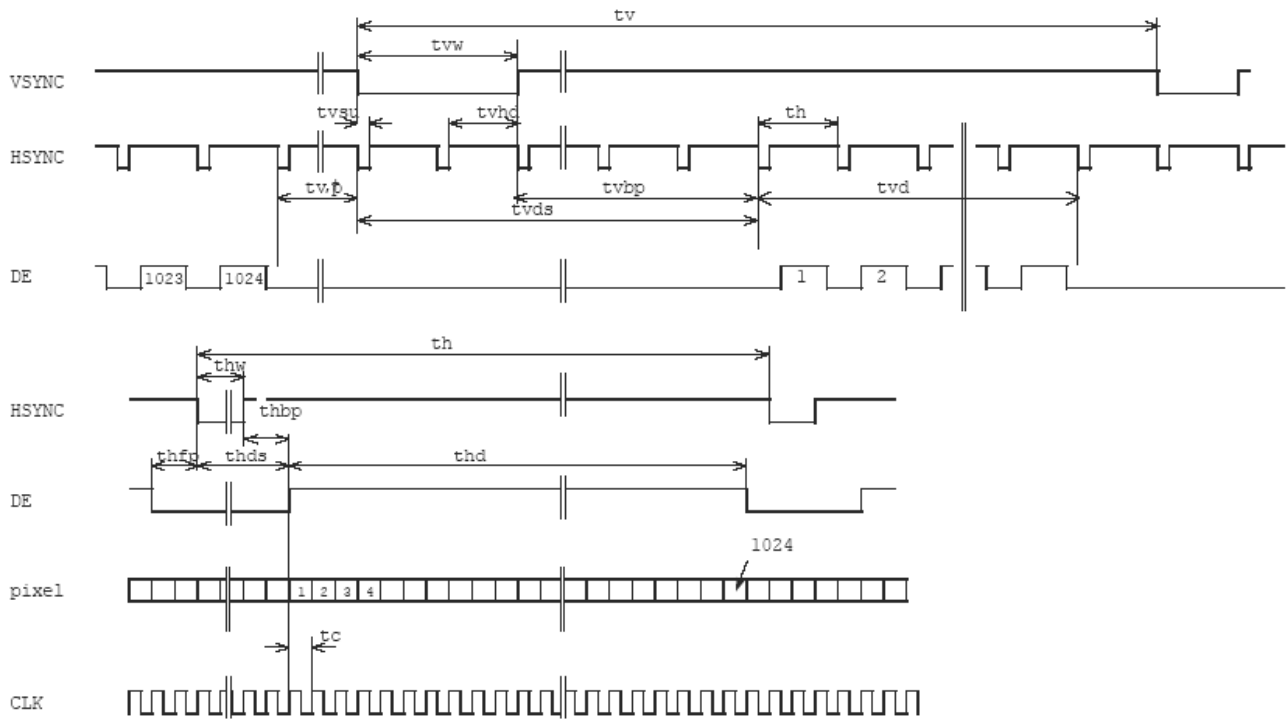 tv
tvw
VSYNC
tvsu tvhd th
HSYNC
tvfp tvbp tvd
tvds
DE 1023 1024 1 2
th
thw
HSYNC
thbp
thfp thds thd
DE
1024
pixel 1 2 3 4
tc
CLK